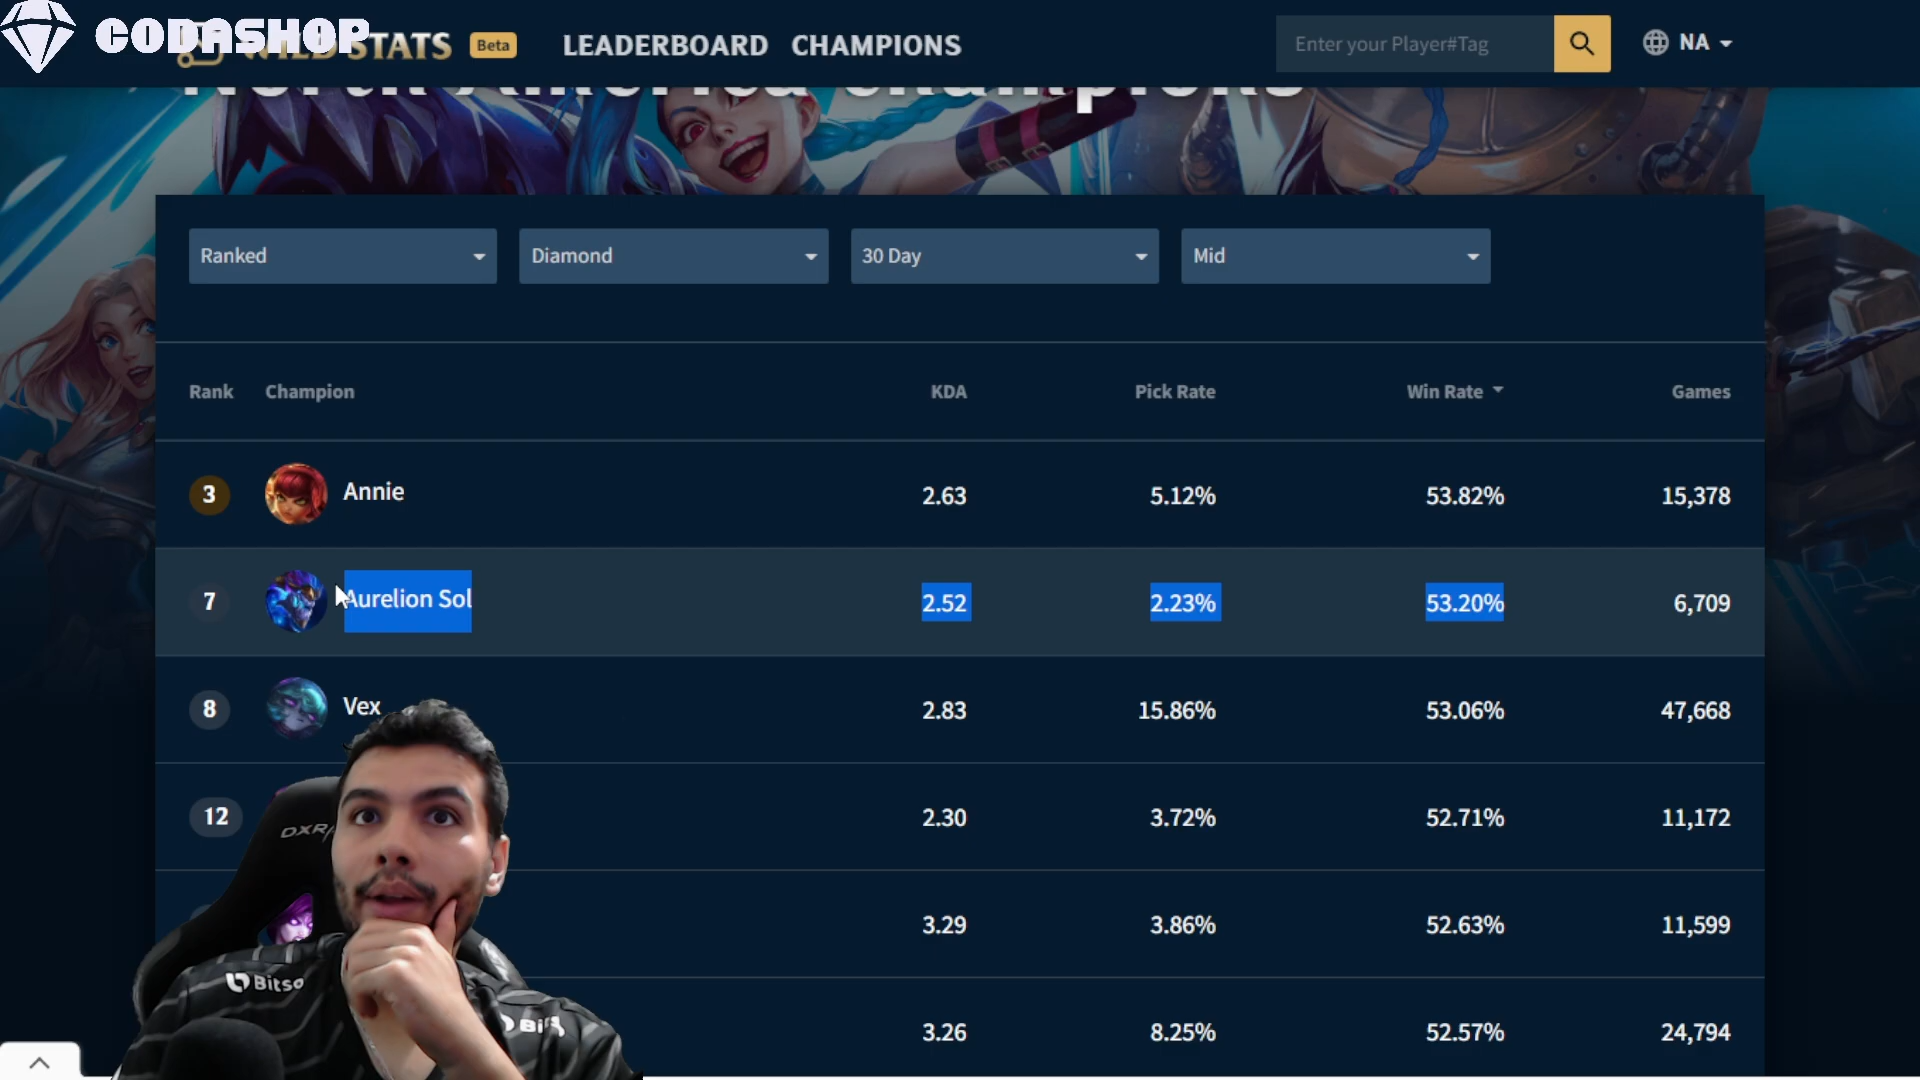 CODASHOP
STATS Beta LEADERBOARD CHAMPIONS Enter your Player#Tag NA
North America Champions
Ranked Diamond 30 Day Mid
Rank Champion KDA Pick Rate Win Rate Games
3 Annie 2.63 5.12% 53.82% 15,378
7 Aurelion Sol 2.52 2.23% 53.20% 6,709
8 Vex 2.83 15.86% 53.06% 47,668
12 2.30 3.72% 52.71% 11,172
3.29 3.86% 52.63% 11,599
3.26 8.25% 52.57% 24,794
DXR
Bitso
Bit